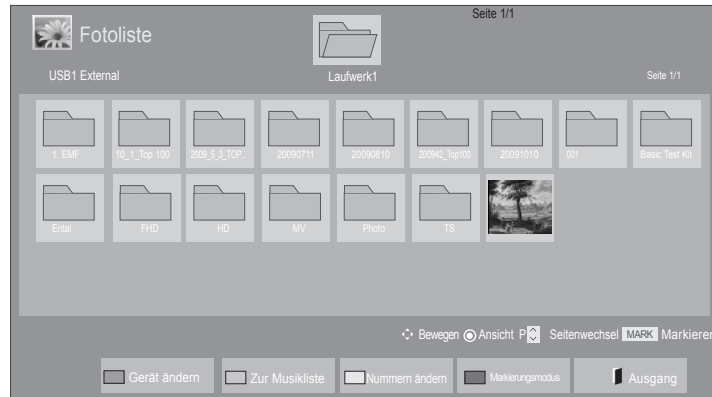 Seite 1/1
Fotoliste
USB1 External
Laufwerk1
Seite 1/1
1. EMF
10_1_Top 100
2009_5_3_TOP...
20090711
20090810
200942_Top100
20091010
001
Basic Test Kit
Ental
FHD
HD
MV
Photo
TS
Bewegen Ansicht P Seitenwechsel MARK Markieren
Gerät ändern
Zur Musikliste
Nummern ändern
Markierungsmodus
Ausgang